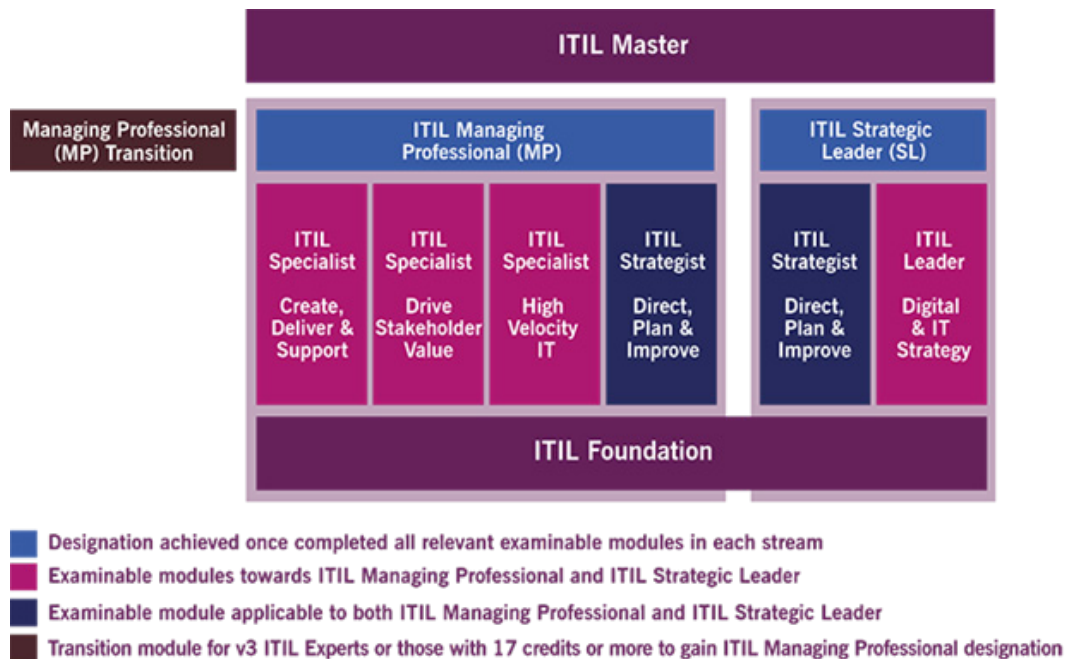 ITIL Master
Managing Professional
(MP) Transition
ITIL Managing
Professional (MP)
ITIL Strategic
Leader (SL)
ITIL
Specialist
Create,
Deliver &
Support
ITIL
Specialist
Drive
Stakeholder
Value
ITIL
Specialist
High
Velocity
IT
ITIL
Strategist
Direct,
Plan &
Improve
ITIL
Strategist
Direct,
Plan &
Improve
ITIL
Leader
Digital
& IT
Strategy
ITIL Foundation
Designation achieved once completed all relevant examinable modules in each stream
Examinable modules towards ITIL Managing Professional and ITIL Strategic Leader
Examinable module applicable to both ITIL Managing Professional and ITIL Strategic Leader
Transition module for v3 ITIL Experts or those with 17 credits or more to gain ITIL Managing Professional designation